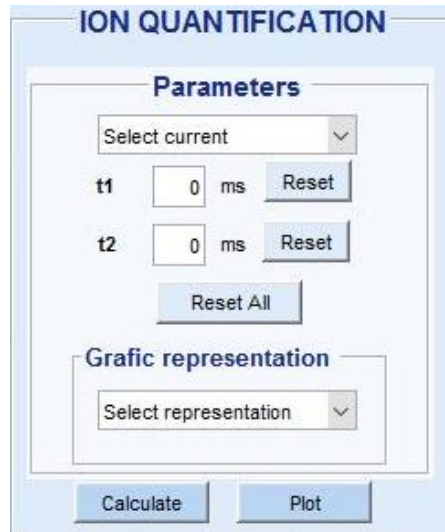 ION QUANTIFICATION
Parameters
Select current
t1 0 ms Reset
t2 0 ms Reset
Reset All
Grafic representation
Select representation
Calculate Plot